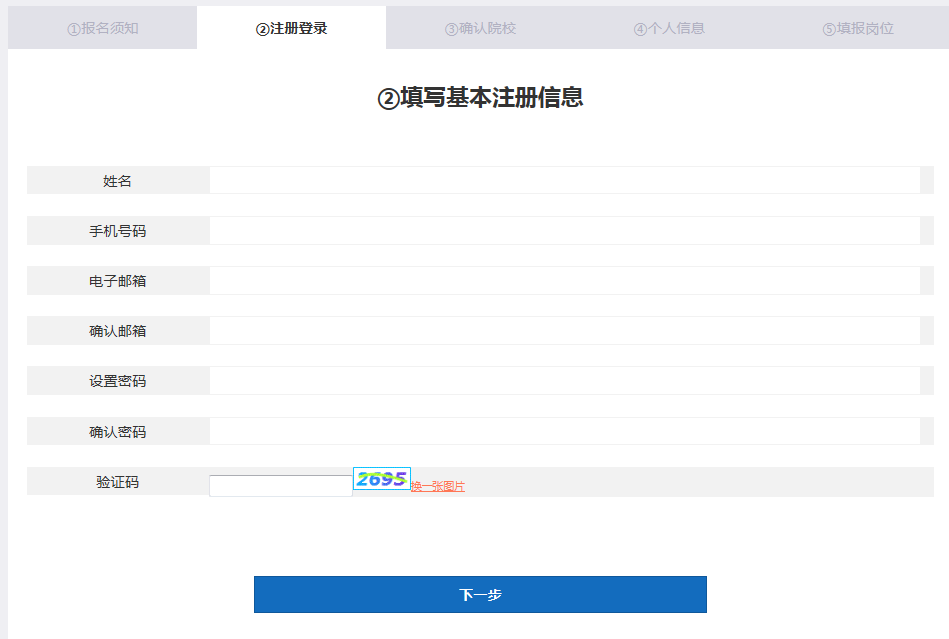 ①报名须知 ②注册登录 ③确认院校 ④个人信息 ⑤填报岗位
②填写基本注册信息
姓名
手机号码
电子邮箱
确认邮箱
设置密码
确认密码
验证码 2695 换一张图片
下一步